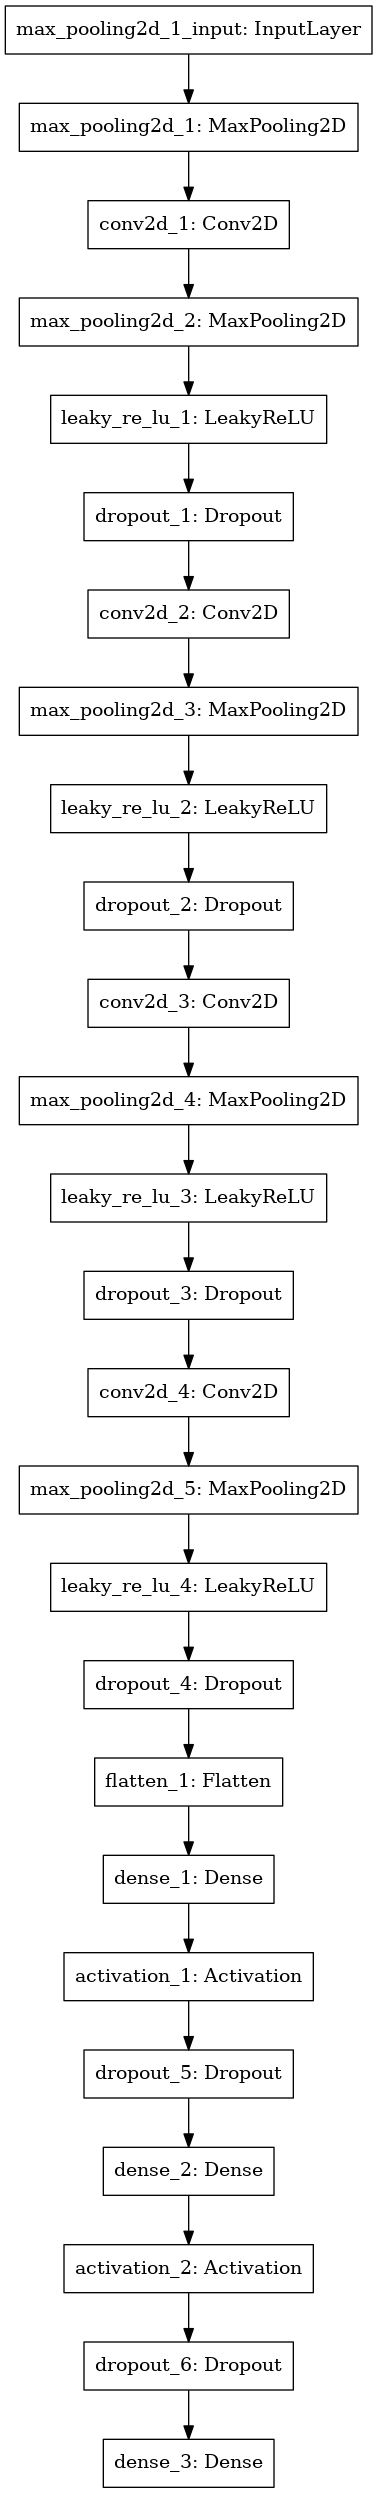 max_pooling2d_1_input: InputLayer
max_pooling2d_1: MaxPooling2D
conv2d_1: Conv2D
max_pooling2d_2: MaxPooling2D
leaky_re_lu_1: LeakyReLU
dropout_1: Dropout
conv2d_2: Conv2D
max_pooling2d_3: MaxPooling2D
leaky_re_lu_2: LeakyReLU
dropout_2: Dropout
conv2d_3: Conv2D
max_pooling2d_4: MaxPooling2D
leaky_re_lu_3: LeakyReLU
dropout_3: Dropout
conv2d_4: Conv2D
max_pooling2d_5: MaxPooling2D
leaky_re_lu_4: LeakyReLU
dropout_4: Dropout
flatten_1: Flatten
dense_1: Dense
activation_1: Activation
dropout_5: Dropout
dense_2: Dense
activation_2: Activation
dropout_6: Dropout
dense_3: Dense